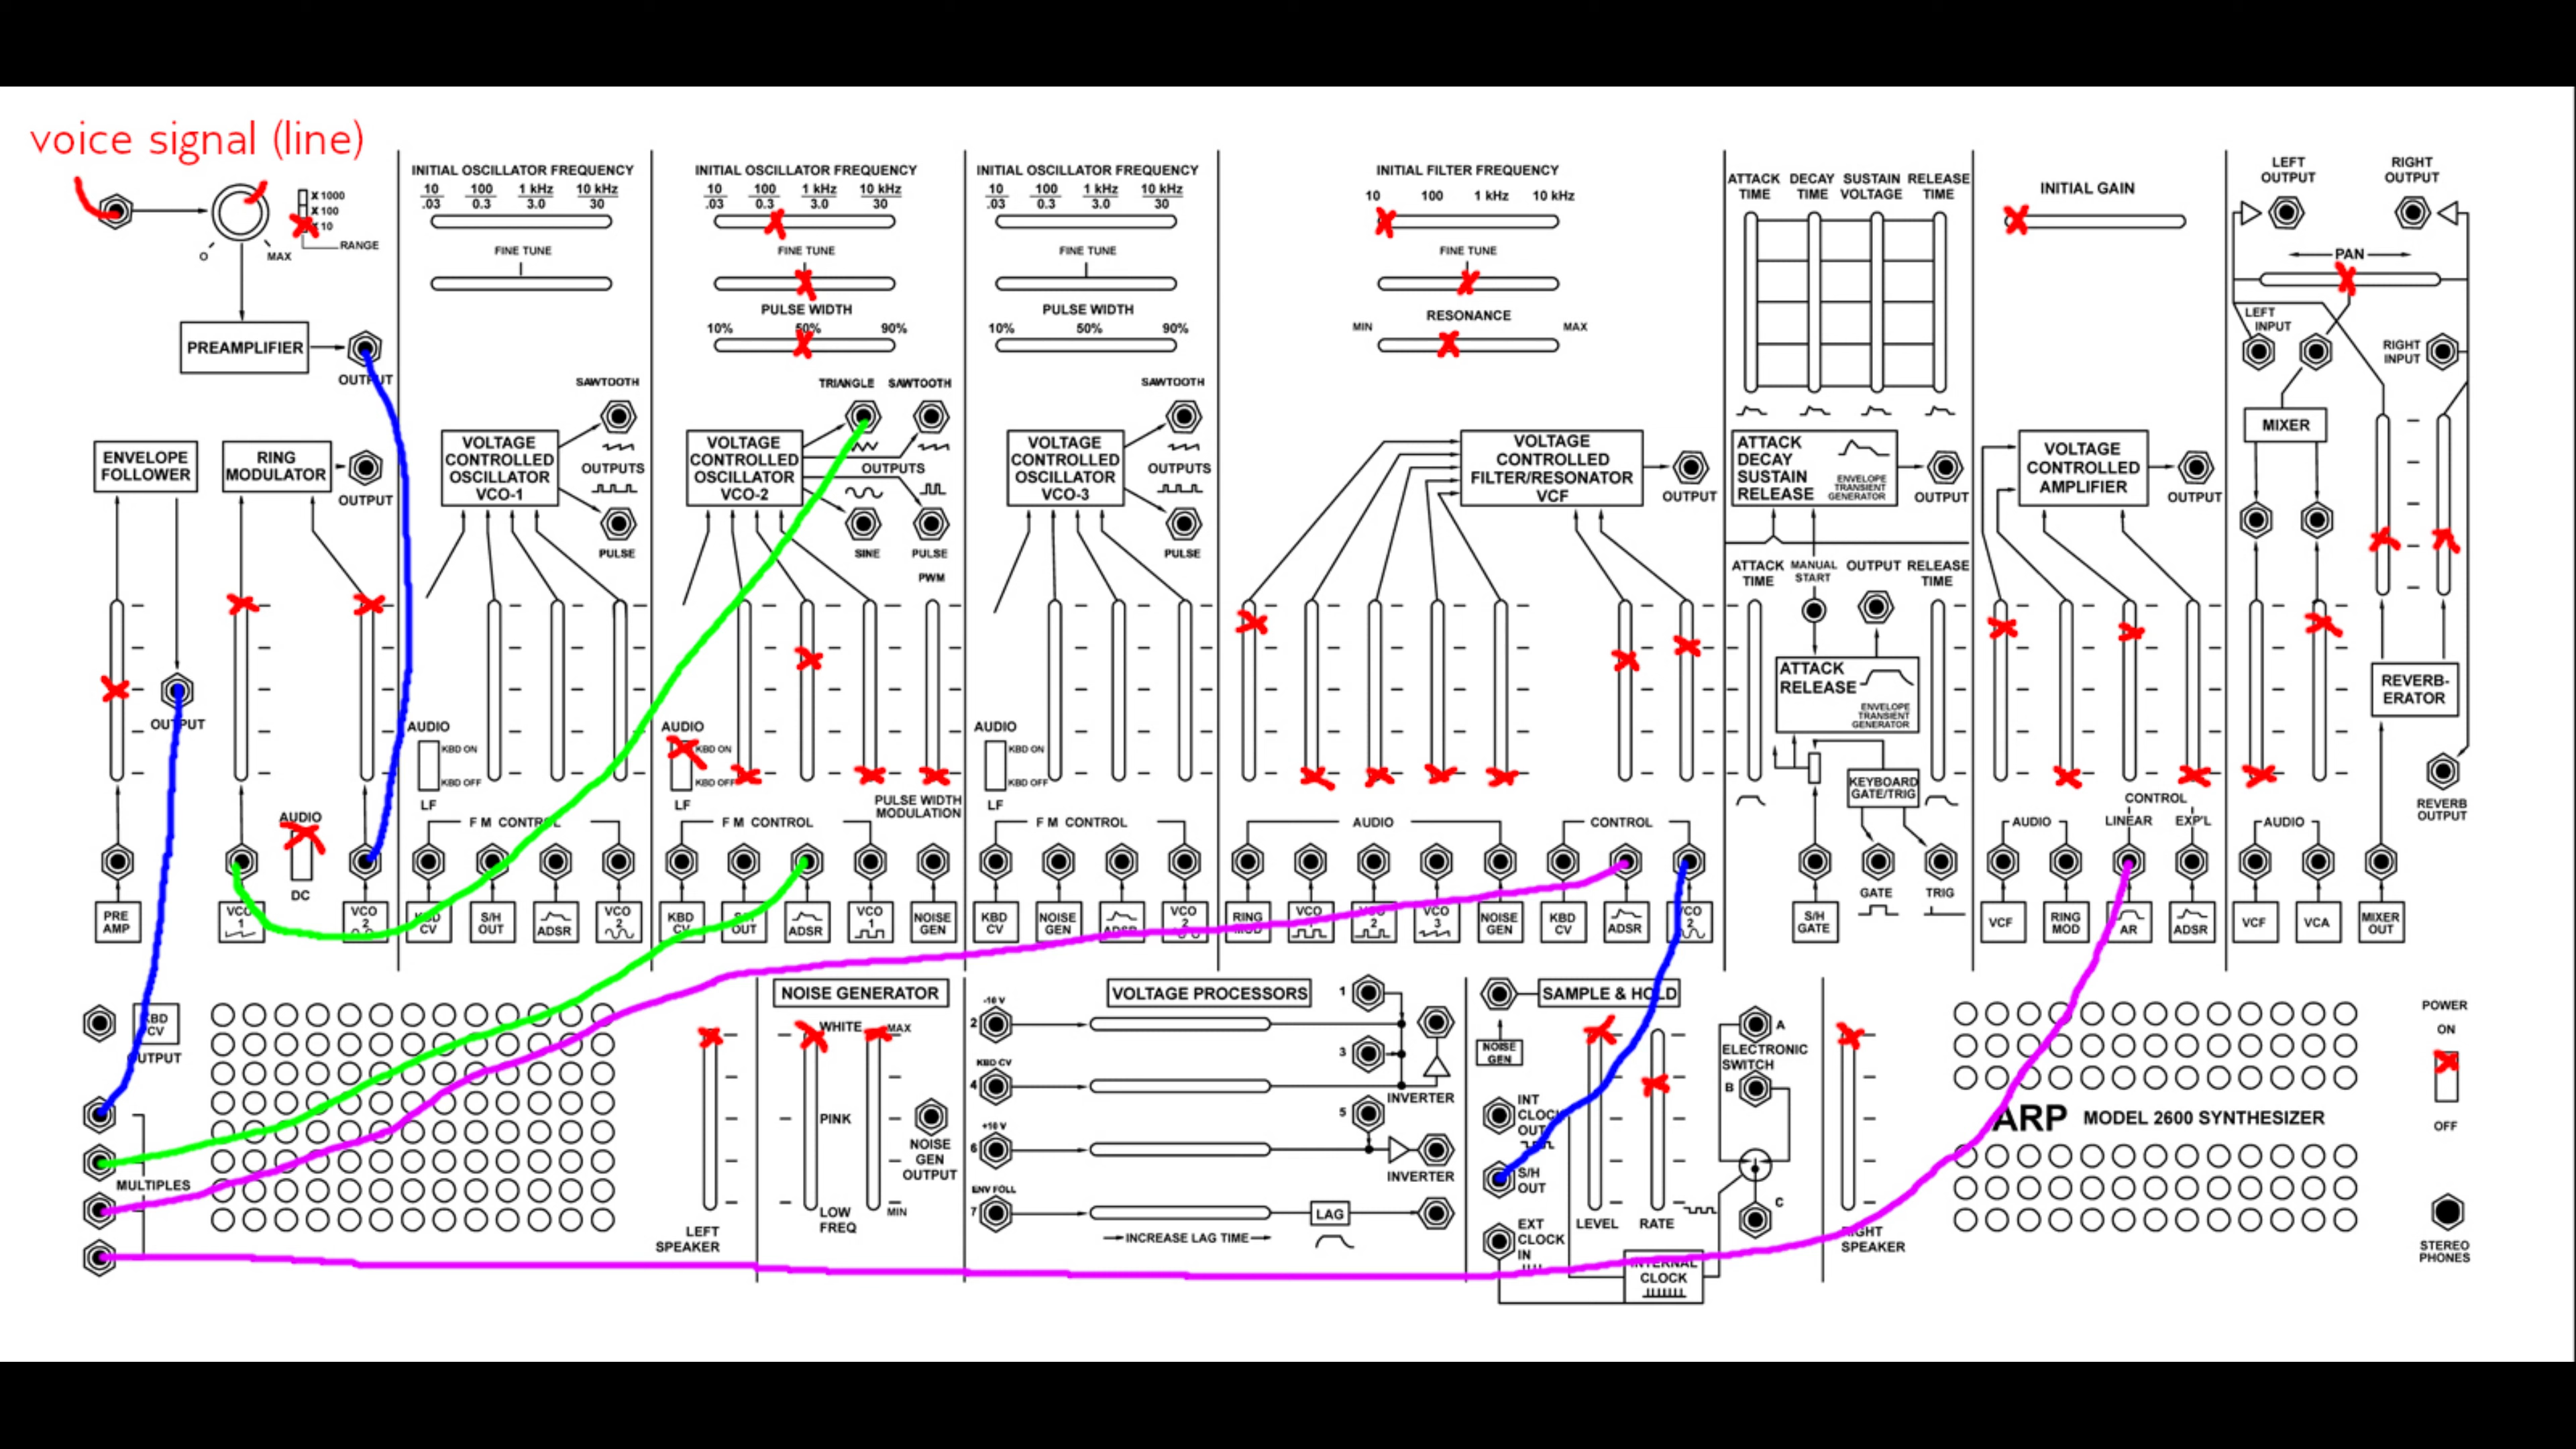 voice signal (line)
X 1000
X 100
X 10
RANGE
O
MAX
PREAMPLIFIER
OUTPUT
ENVELOPE
FOLLOWER
RING
MODULATOR
OUTPUT
OUTPUT
AUDIO
DC
PRE
AMP
VCO
1
VCO
2
INITIAL OSCILLATOR FREQUENCY
10 100 1 kHz 10 kHz
.03 0.3 3.0 30
FINE TUNE
SAWTOOTH
VOLTAGE
CONTROLLED
OSCILLATOR
VCO-1
OUTPUTS
PULSE
AUDIO
KBD ON
KBD OFF
LF
F M CONTROL
KBD
CV
S/H
OUT
ADSR
VCO
2
INITIAL OSCILLATOR FREQUENCY
10 100 1 kHz 10 kHz
.03 0.3 3.0 30
FINE TUNE
PULSE WIDTH
10% 50% 90%
TRIANGLE SAWTOOTH
VOLTAGE
CONTROLLED
OSCILLATOR
VCO-2
OUTPUTS
SINE PULSE
PWM
AUDIO
KBD ON
KBD OFF
LF
PULSE WIDTH
MODULATION
F M CONTROL
KBD
CV
S/H
OUT
ADSR
VCO
1
NOISE
GEN
INITIAL OSCILLATOR FREQUENCY
10 100 1 kHz 10 kHz
.03 0.3 3.0 30
FINE TUNE
PULSE WIDTH
10% 50% 90%
SAWTOOTH
VOLTAGE
CONTROLLED
OSCILLATOR
VCO-3
OUTPUTS
PULSE
AUDIO
KBD ON
KBD OFF
LF
F M CONTROL
KBD
CV
NOISE
GEN
ADSR
VCO
2
INITIAL FILTER FREQUENCY
10 100 1 kHz 10 kHz
FINE TUNE
RESONANCE
MIN MAX
VOLTAGE
CONTROLLED
FILTER/RESONATOR
VCF
OUTPUT
AUDIO
CONTROL
RING
MOD
VCO
1
VCO
2
VCO
3
NOISE
GEN
KBD
CV
ADSR
VCO
2
ATTACK
TIME
DECAY
TIME
SUSTAIN
VOLTAGE
RELEASE
TIME
ATTACK
DECAY
SUSTAIN
RELEASE
ENVELOPE
TRANSIENT
GENERATOR
OUTPUT
ATTACK
TIME
MANUAL
START
OUTPUT
RELEASE
TIME
ATTACK
RELEASE
ENVELOPE
TRANSIENT
GENERATOR
KEYBOARD
GATE/TRIG
S/H
GATE
GATE
TRIG
INITIAL GAIN
VOLTAGE
CONTROLLED
AMPLIFIER
OUTPUT
CONTROL
AUDIO
LINEAR
EXP'L
VCF
RING
MOD
AR
ADSR
LEFT
OUTPUT
RIGHT
OUTPUT
PAN
LEFT
INPUT
RIGHT
INPUT
MIXER
REVERB-
ERATOR
REVERB
OUTPUT
AUDIO
VCF
VCA
MIXER
OUT
KBD
CV
OUTPUT
MULTIPLES
LEFT
SPEAKER
NOISE GENERATOR
WHITE
MAX
PINK
LOW
FREQ
MIN
NOISE
GEN
OUTPUT
VOLTAGE PROCESSORS
-10 V
2
KBD CV
4
+10 V
6
ENV FOLL
7
1
3
INVERTER
5
INVERTER
LAG
INCREASE LAG TIME
SAMPLE & HOLD
NOISE
GEN
INT
CLOCK
OUT
S/H
OUT
EXT
CLOCK
IN
LEVEL
RATE
INTERNAL
CLOCK
A
ELECTRONIC
SWITCH
B
C
RIGHT
SPEAKER
ARP MODEL 2600 SYNTHESIZER
POWER
ON
OFF
STEREO
PHONES